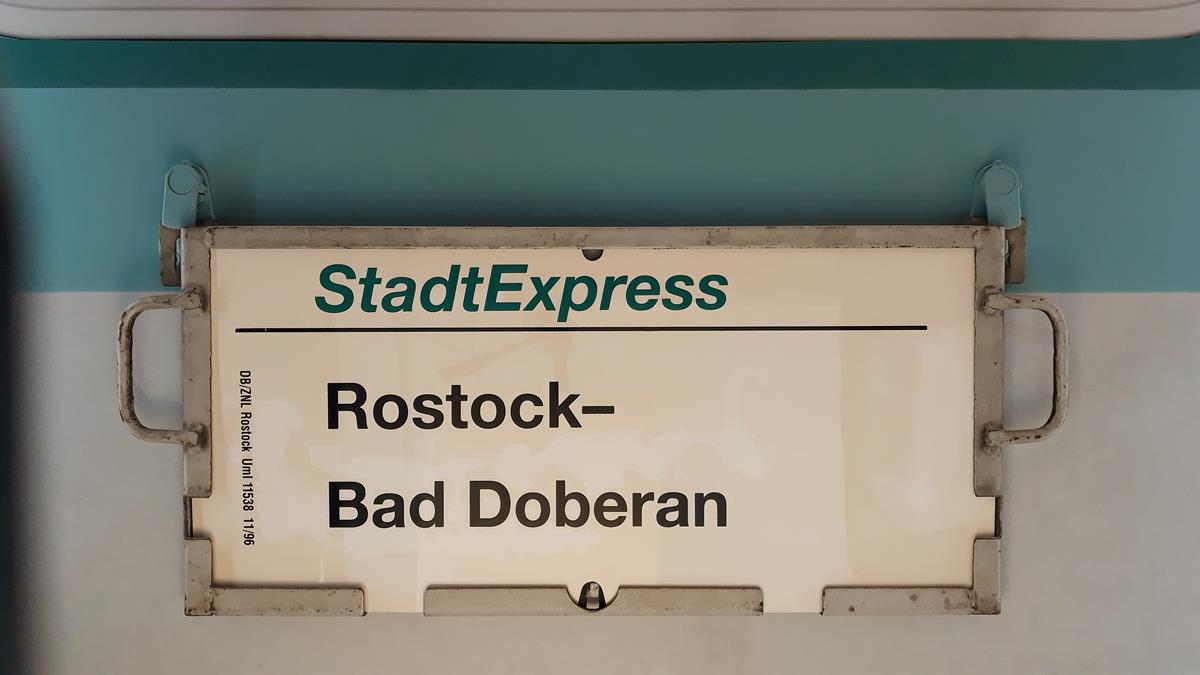 StadtExpress
Rostock–
Bad Doberan
DB/ZNL Rostock Uml 11538 11/96